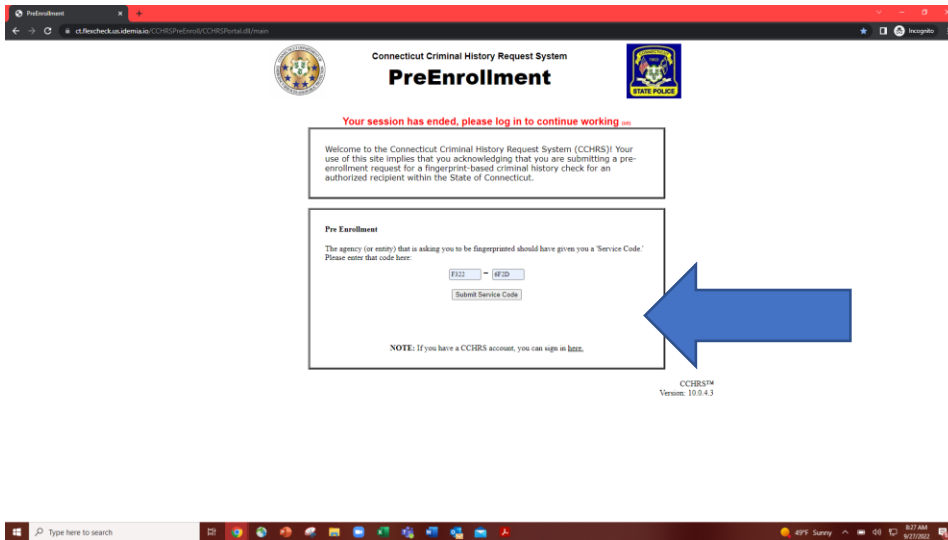 PreEnrollment
ct.flexcheck.us.idemia.io/CCHRSPreEnroll/CCHRSPortal.dll/main
Incognito
Connecticut Criminal History Request System
PreEnrollment
STATE POLICE
Your session has ended, please log in to continue working
Welcome to the Connecticut Criminal History Request System (CCHRS)! Your
use of this site implies that you acknowledging that you are submitting a pre-
enrollment request for a fingerprint-based criminal history check for an
authorized recipient within the State of Connecticut.
Pre Enrollment
The agency (or entity) that is asking you to be fingerprinted should have given you a 'Service Code.'
Please enter that code here:
F322 – 6F2D
Submit Service Code
NOTE: If you have a CCHRS account, you can sign in here.
CCHRS™
Version: 10.0.4.3
Type here to search
49°F Sunny
8:27 AM
9/27/2022